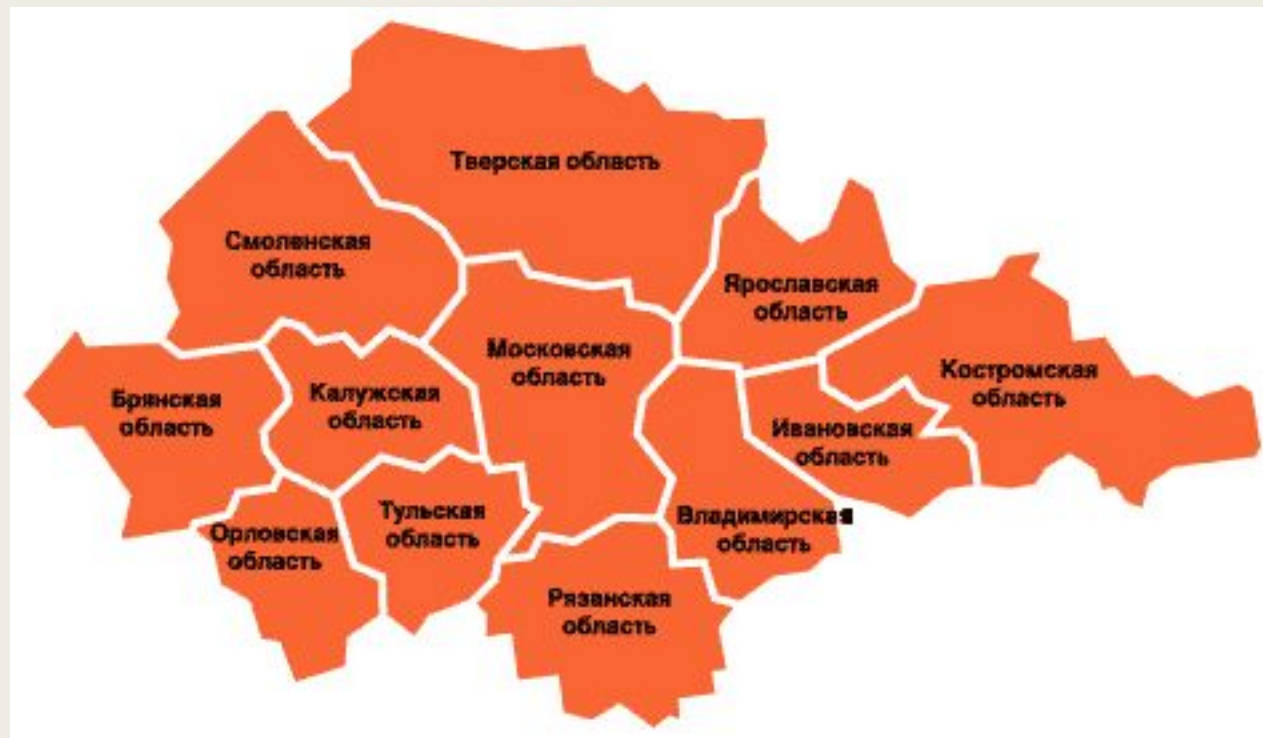 Тверская область
Смоленская
область
Ярославская
область
Московская
область
Костромская
область
Брянская
область
Калужская
область
Ивановская
область
Тульская
область
Владимирская
область
Орловская
область
Рязанская
область